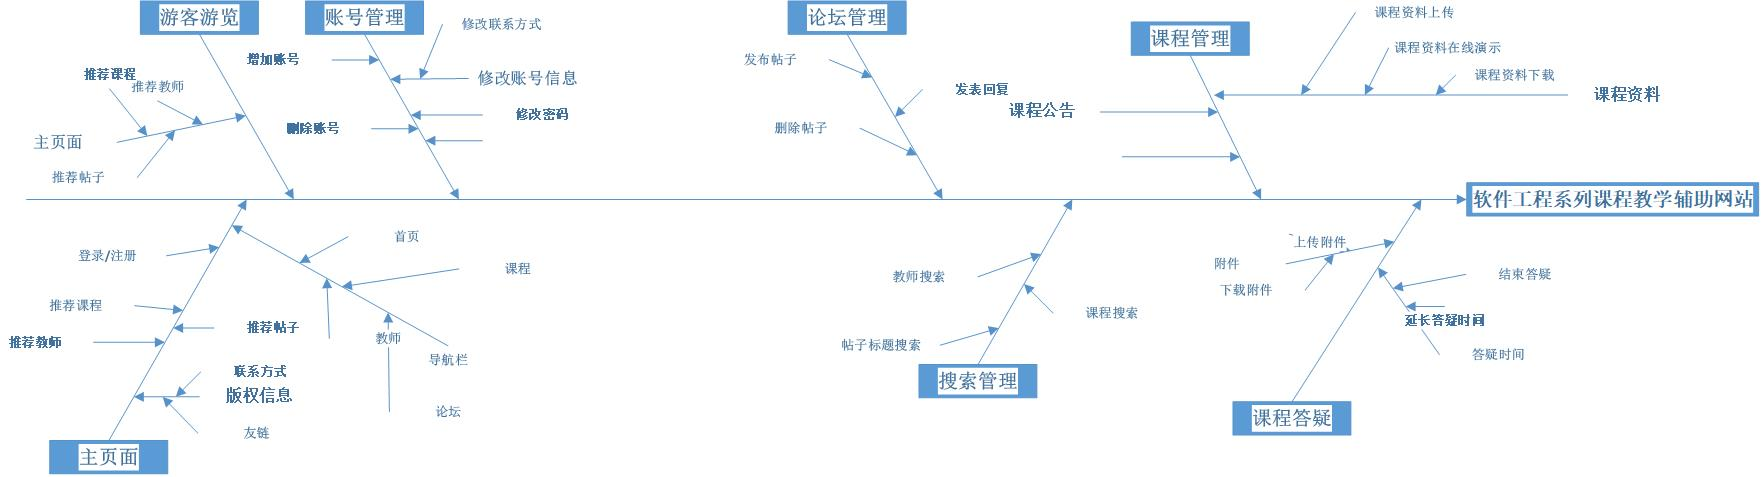 游客游览
账号管理
论坛管理
课程管理
修改联系方式
增加账号
修改账号信息
推荐课程
推荐教师
修改密码
删除账号
主页面
推荐帖子
发布帖子
发表回复
删除帖子
课程公告
课程资料上传
课程资料在线演示
课程资料下载
课程资料
软件工程系列课程教学辅助网站
登录/注册
首页
课程
推荐课程
推荐帖子
推荐教师
教师
导航栏
联系方式
版权信息
论坛
友链
主页面
教师搜索
课程搜索
帖子标题搜索
搜索管理
上传附件
附件
下载附件
结束答疑
延长答疑时间
答疑时间
课程答疑